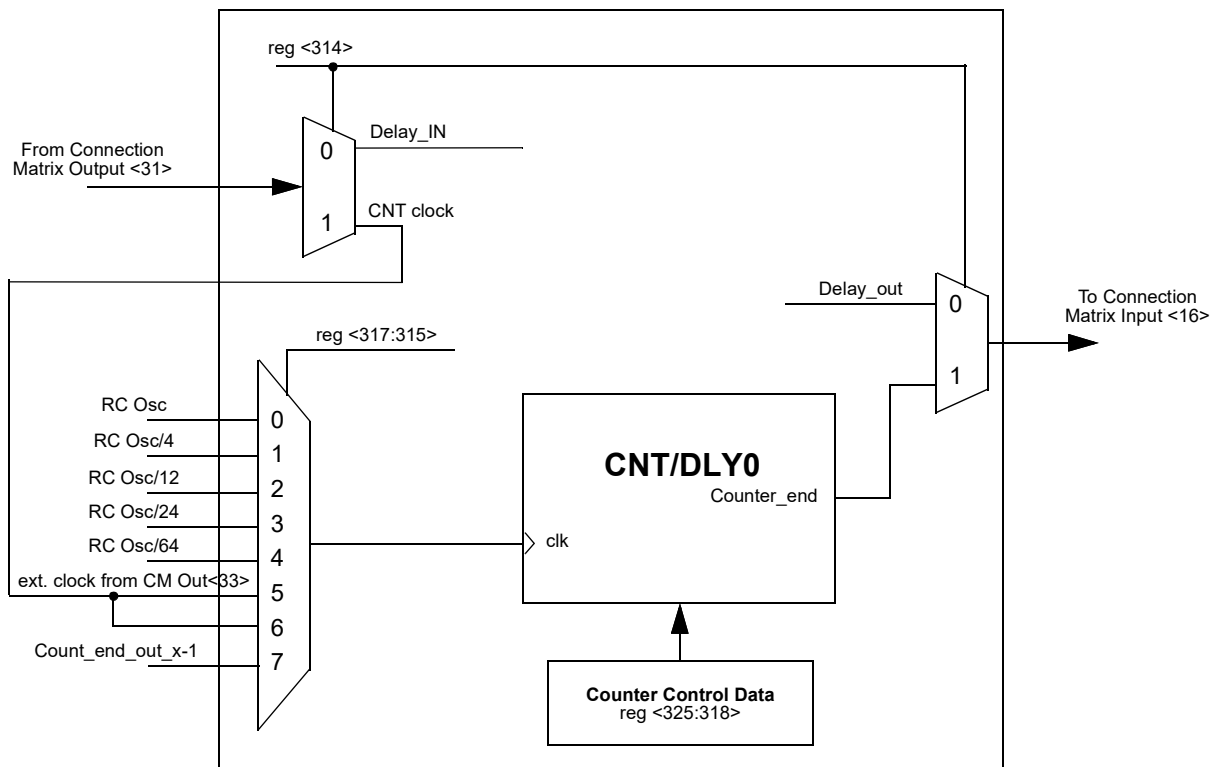 reg <314>
Delay_IN
0
From Connection
Matrix Output <31>
1
CNT clock
Delay_out
0
To Connection
Matrix Input <16>
1
reg <317:315>
RC Osc
0
RC Osc/4
1
RC Osc/12
2
RC Osc/24
3
RC Osc/64
4
ext. clock from CM Out<33>
5
6
Count_end_out_x-1
7
CNT/DLY0
Counter_end
clk
Counter Control Data
reg <325:318>